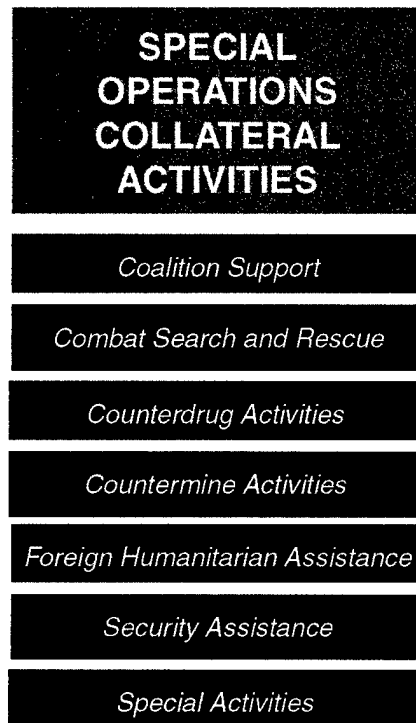 SPECIAL
OPERATIONS
COLLATERAL
ACTIVITIES
Coalition Support
Combat Search and Rescue
Counterdrug Activities
Countermine Activities
Foreign Humanitarian Assistance
Security Assistance
Special Activities